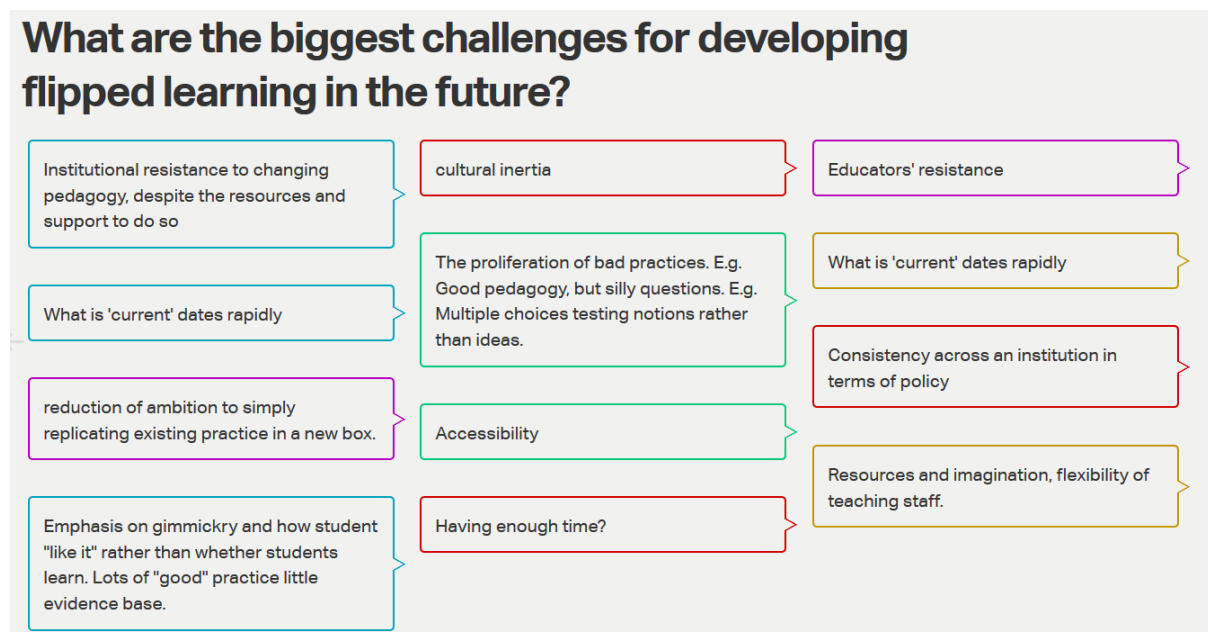 What are the biggest challenges for developing
flipped learning in the future?
Institutional resistance to changing
pedagogy, despite the resources and
support to do so
What is 'current' dates rapidly
reduction of ambition to simply
replicating existing practice in a new box.
Emphasis on gimmickry and how student
"like it" rather than whether students
learn. Lots of "good" practice little
evidence base.
cultural inertia
The proliferation of bad practices. E.g.
Good pedagogy, but silly questions. E.g.
Multiple choices testing notions rather
than ideas.
Accessibility
Having enough time?
Educators' resistance
What is 'current' dates rapidly
Consistency across an institution in
terms of policy
Resources and imagination, flexibility of
teaching staff.